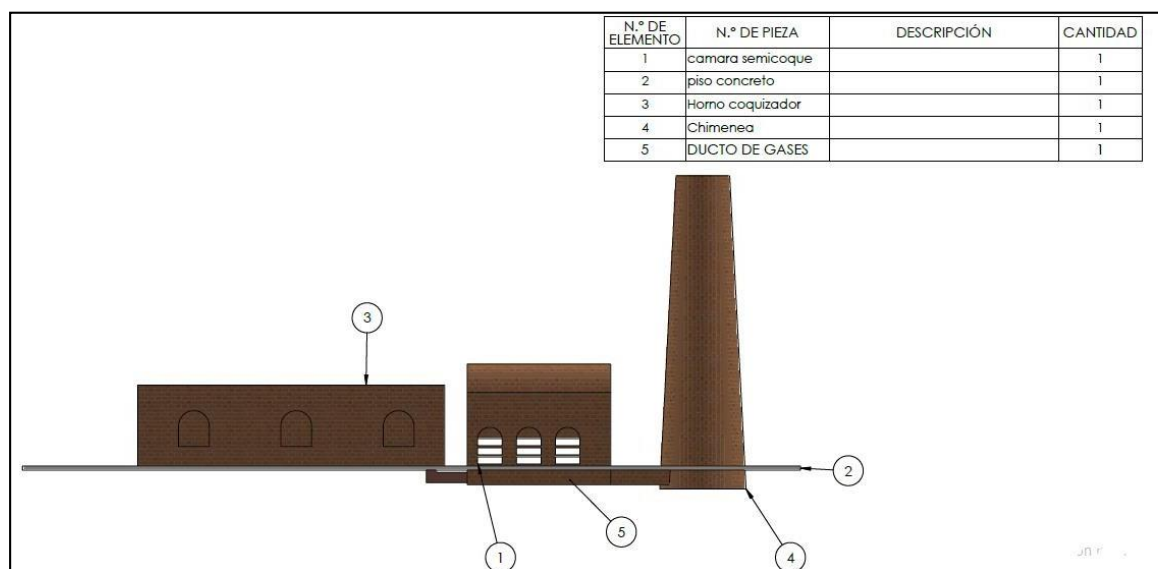 N.º DE ELEMENTO N.º DE PIEZA DESCRIPCIÓN CANTIDAD
1 camara semicoque 1
2 piso concreto 1
3 Horno coquizador 1
4 Chimenea 1
5 DUCTO DE GASES 1
3
2
5
1
4